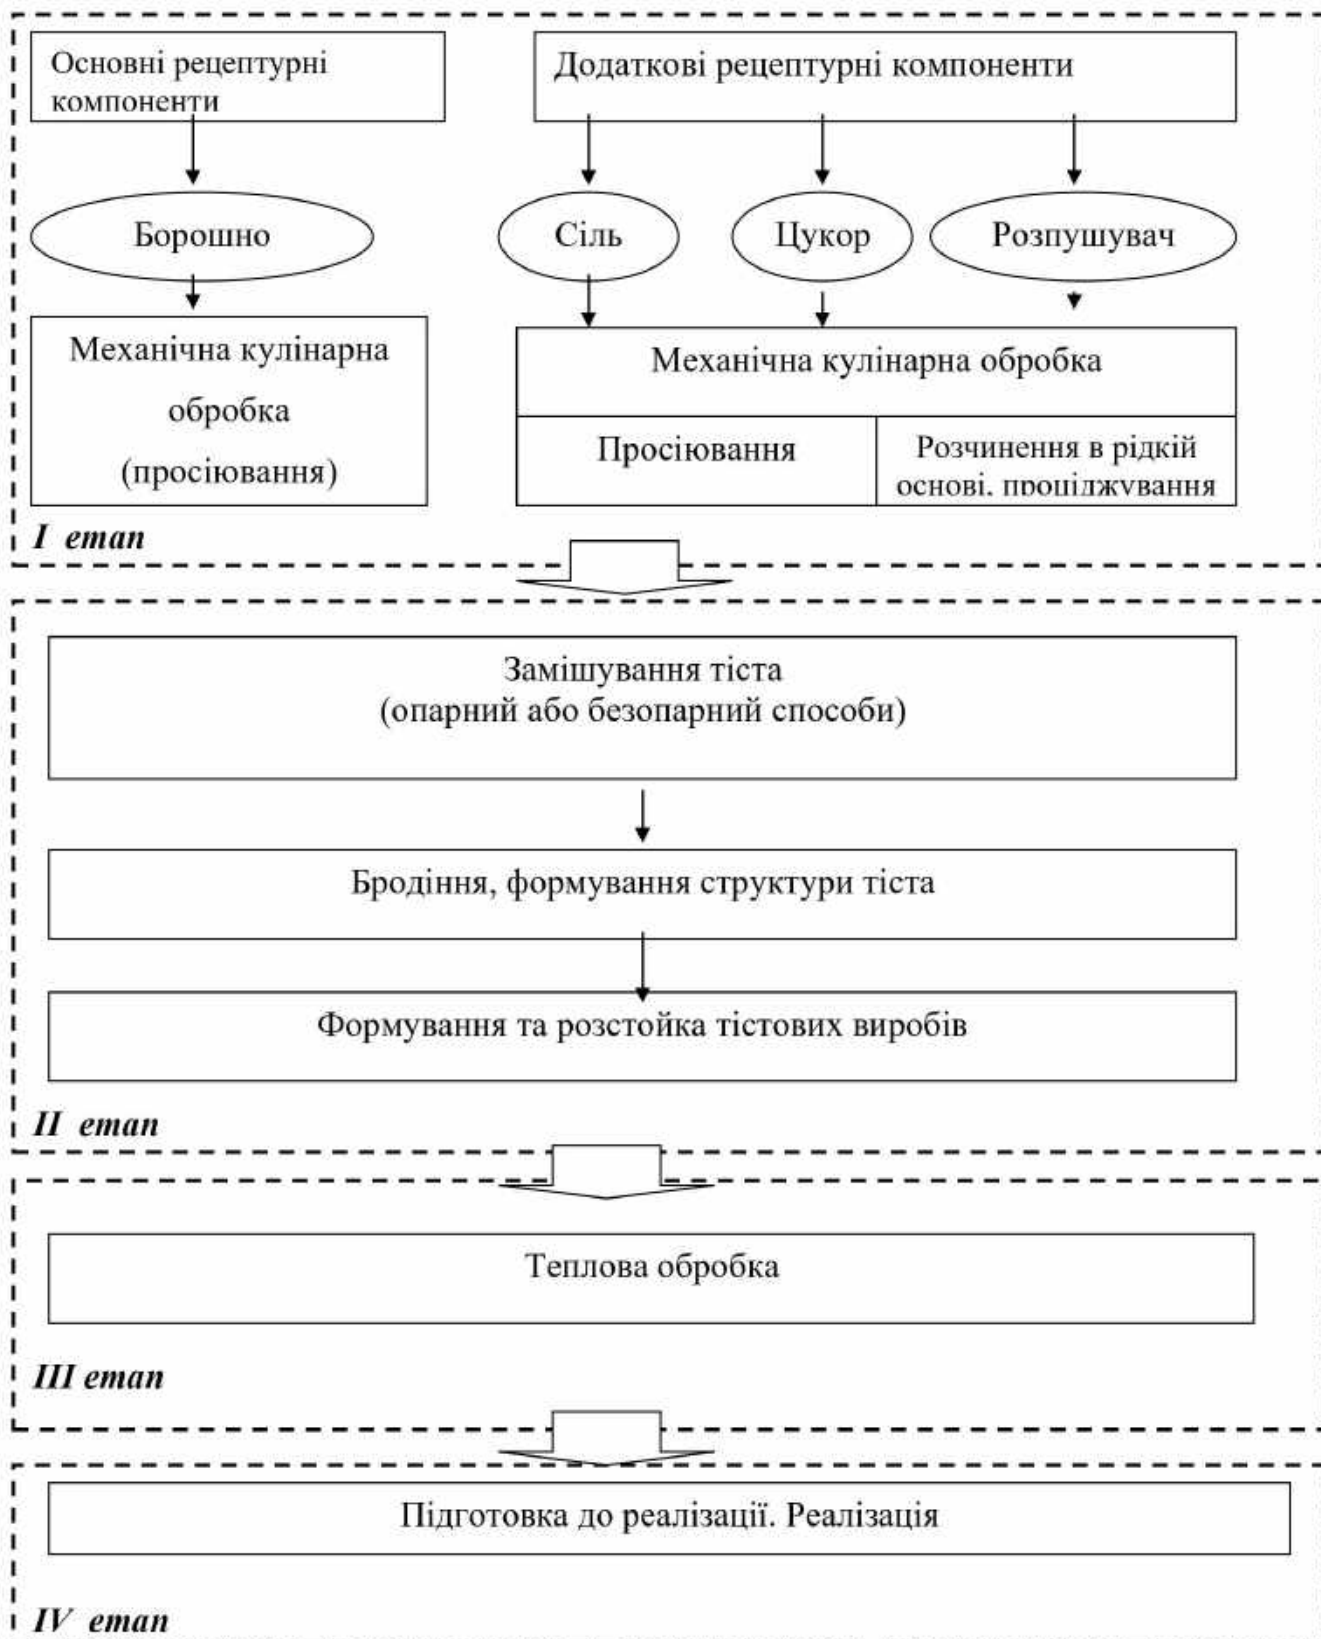 Основні рецептурні
компоненти
Додаткові рецептурні компоненти
Борошно
Сіль
Цукор
Розпушувач
Механічна кулінарна
обробка
(просіювання)
Механічна кулінарна обробка
Просіювання
Розчинення в рідкій
основі, проціджування
I етап
Замішування тіста
(опарний або безопарний способи)
Бродіння, формування структури тіста
Формування та розстойка тістових виробів
II етап
Теплова обробка
III етап
Підготовка до реалізації. Реалізація
IV етап